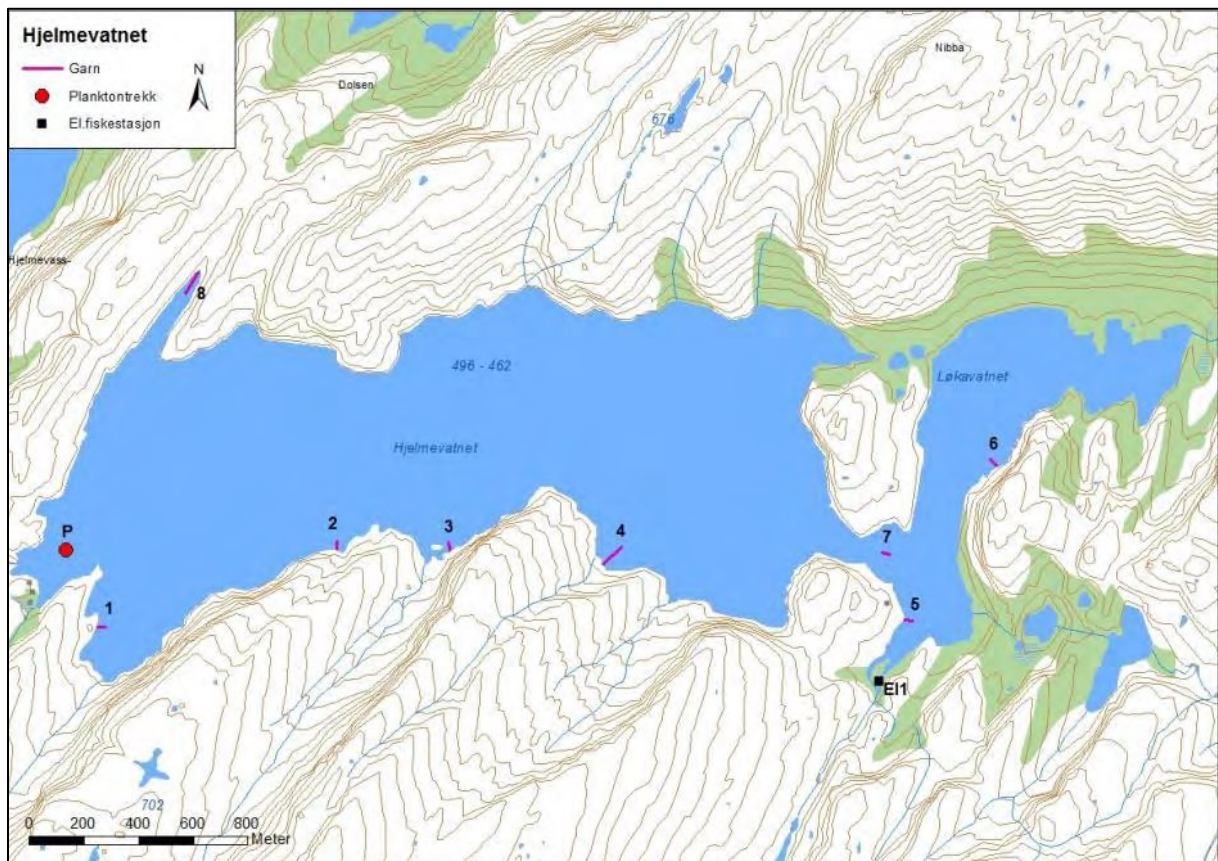 Hjelmevatnet
Garn
N
Planktontrekk
El.fiskestasjon
Dolsen
Nibba
676
Hjelmevass-
8
496 - 462
Løkavatnet
Hjelmevatnet
6
P
2
3
4
7
1
5
El1
702
0 200 400 600 800
Meter